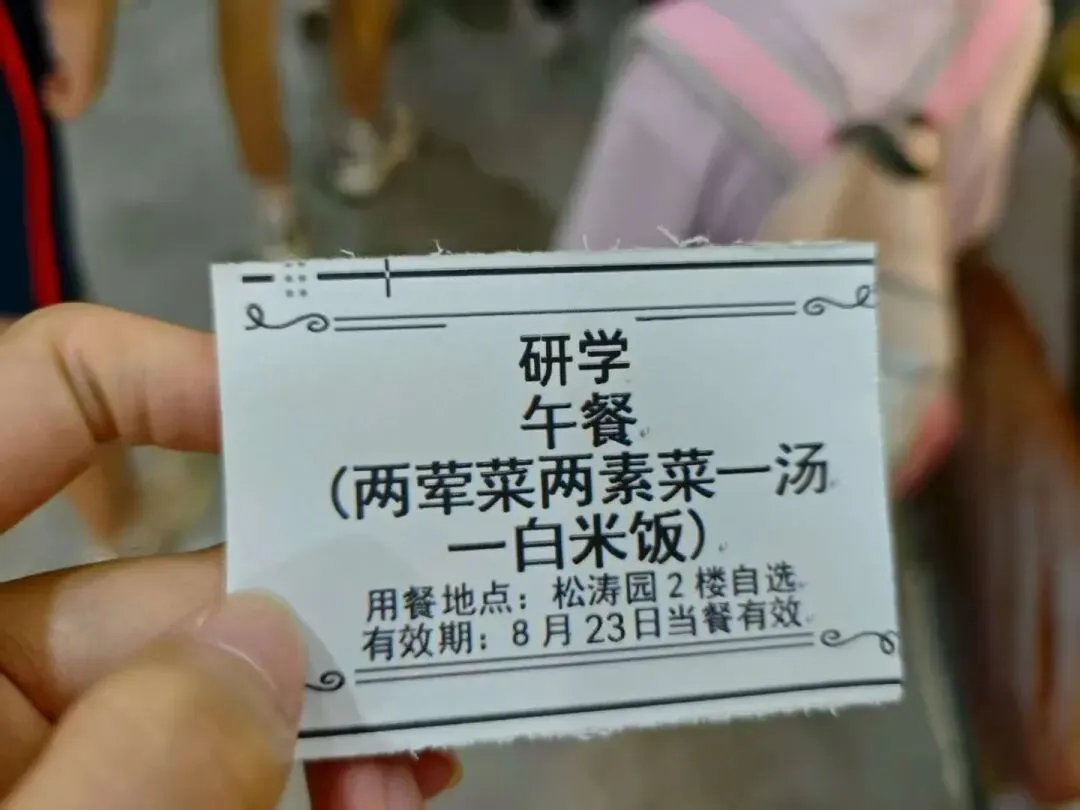 研学
午餐
（两荤菜两素菜一汤
一白米饭）
用餐地点：松涛园 2 楼自选
有效期：8 月 23日当餐有效